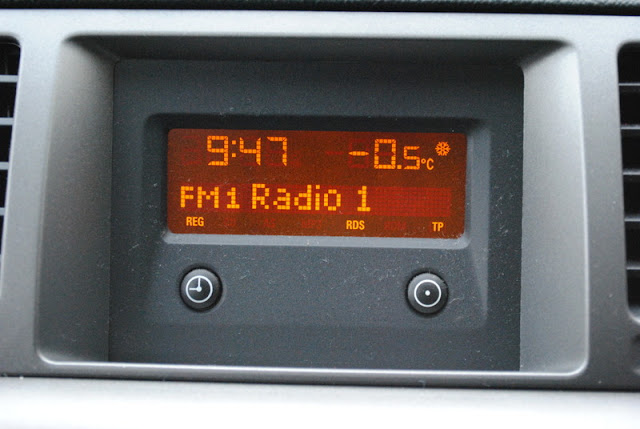 9:47 -0.5°C
FM1 Radio 1
REG RDS TP